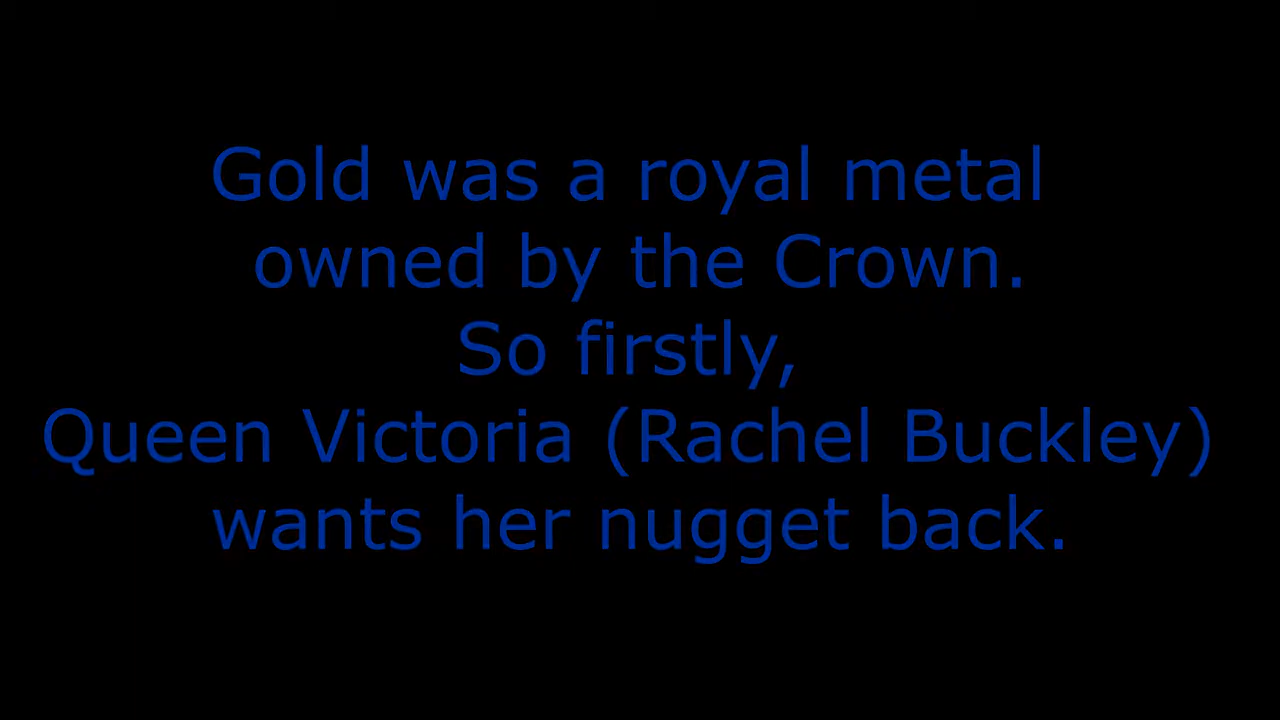 Gold was a royal metal
owned by the Crown.
So firstly,
Queen Victoria (Rachel Buckley)
wants her nugget back.